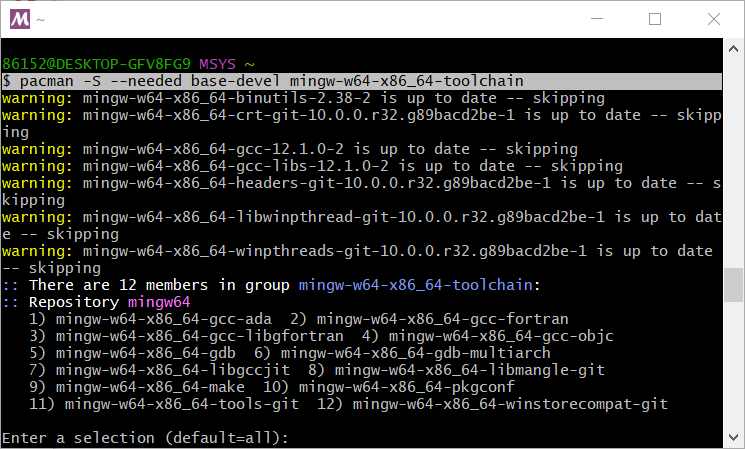 ~
86152@DESKTOP-GFV8FG9 MSYS ~
$ pacman -S --needed base-devel mingw-w64-x86_64-toolchain
warning: mingw-w64-x86_64-binutils-2.38-2 is up to date -- skipping
warning: mingw-w64-x86_64-crt-git-10.0.0.r32.g89bacd2be-1 is up to date -- skipp
ing
warning: mingw-w64-x86_64-gcc-12.1.0-2 is up to date -- skipping
warning: mingw-w64-x86_64-gcc-libs-12.1.0-2 is up to date -- skipping
warning: mingw-w64-x86_64-headers-git-10.0.0.r32.g89bacd2be-1 is up to date -- s
kipping
warning: mingw-w64-x86_64-libwinpthread-git-10.0.0.r32.g89bacd2be-1 is up to dat
e -- skipping
warning: mingw-w64-x86_64-winpthreads-git-10.0.0.r32.g89bacd2be-1 is up to date
-- skipping
:: There are 12 members in group mingw-w64-x86_64-toolchain:
:: Repository mingw64
1) mingw-w64-x86_64-gcc-ada 2) mingw-w64-x86_64-gcc-fortran
3) mingw-w64-x86_64-gcc-libgfortran 4) mingw-w64-x86_64-gcc-objc
5) mingw-w64-x86_64-gdb 6) mingw-w64-x86_64-gdb-multiarch
7) mingw-w64-x86_64-libgccjit 8) mingw-w64-x86_64-libmangle-git
9) mingw-w64-x86_64-make 10) mingw-w64-x86_64-pkgconf
11) mingw-w64-x86_64-tools-git 12) mingw-w64-x86_64-winstorecompat-git
Enter a selection (default=all):